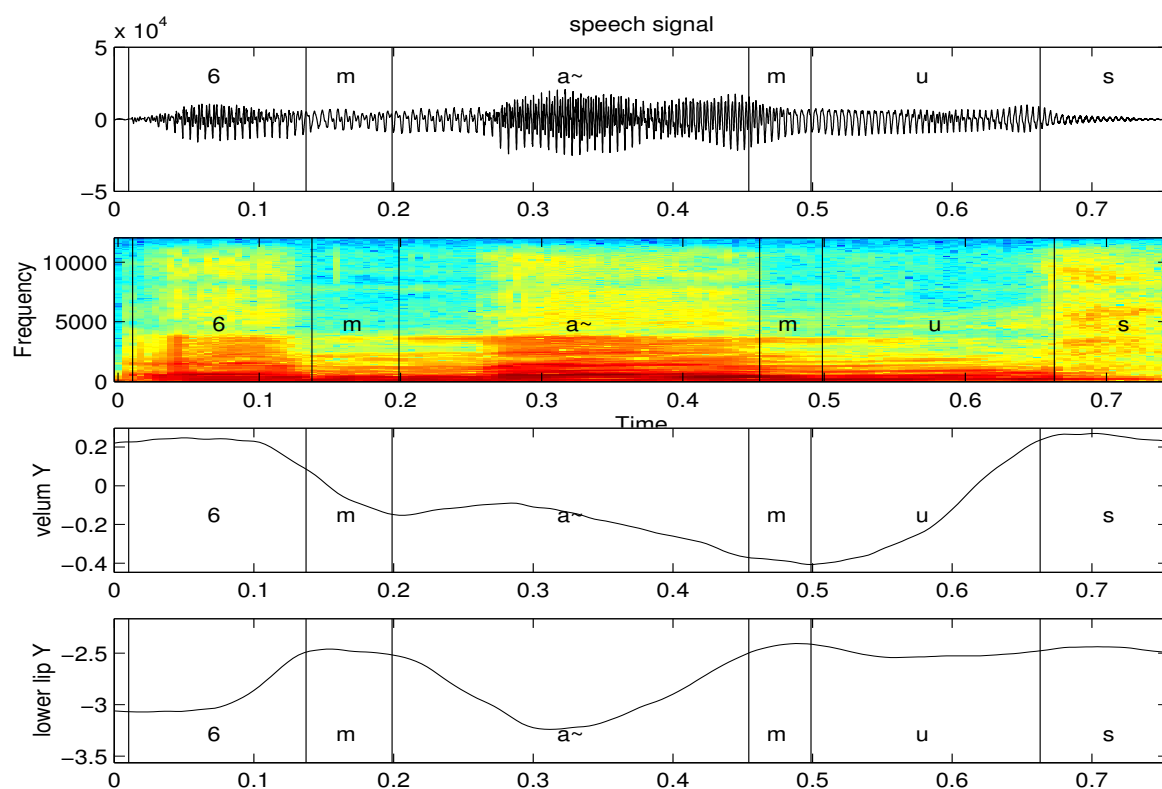 speech signal
x 10^4
5
0
−5
6 m a~ m u s
0 0.1 0.2 0.3 0.4 0.5 0.6 0.7
Frequency
10000
5000
0
6 m a~ m u s
0 0.1 0.2 0.3 0.4 0.5 0.6 0.7
Time
velum Y
0.2
0
−0.2
−0.4
6 m a~ m u s
0 0.1 0.2 0.3 0.4 0.5 0.6 0.7
lower lip Y
−2.5
−3
−3.5
6 m a~ m u s
0 0.1 0.2 0.3 0.4 0.5 0.6 0.7